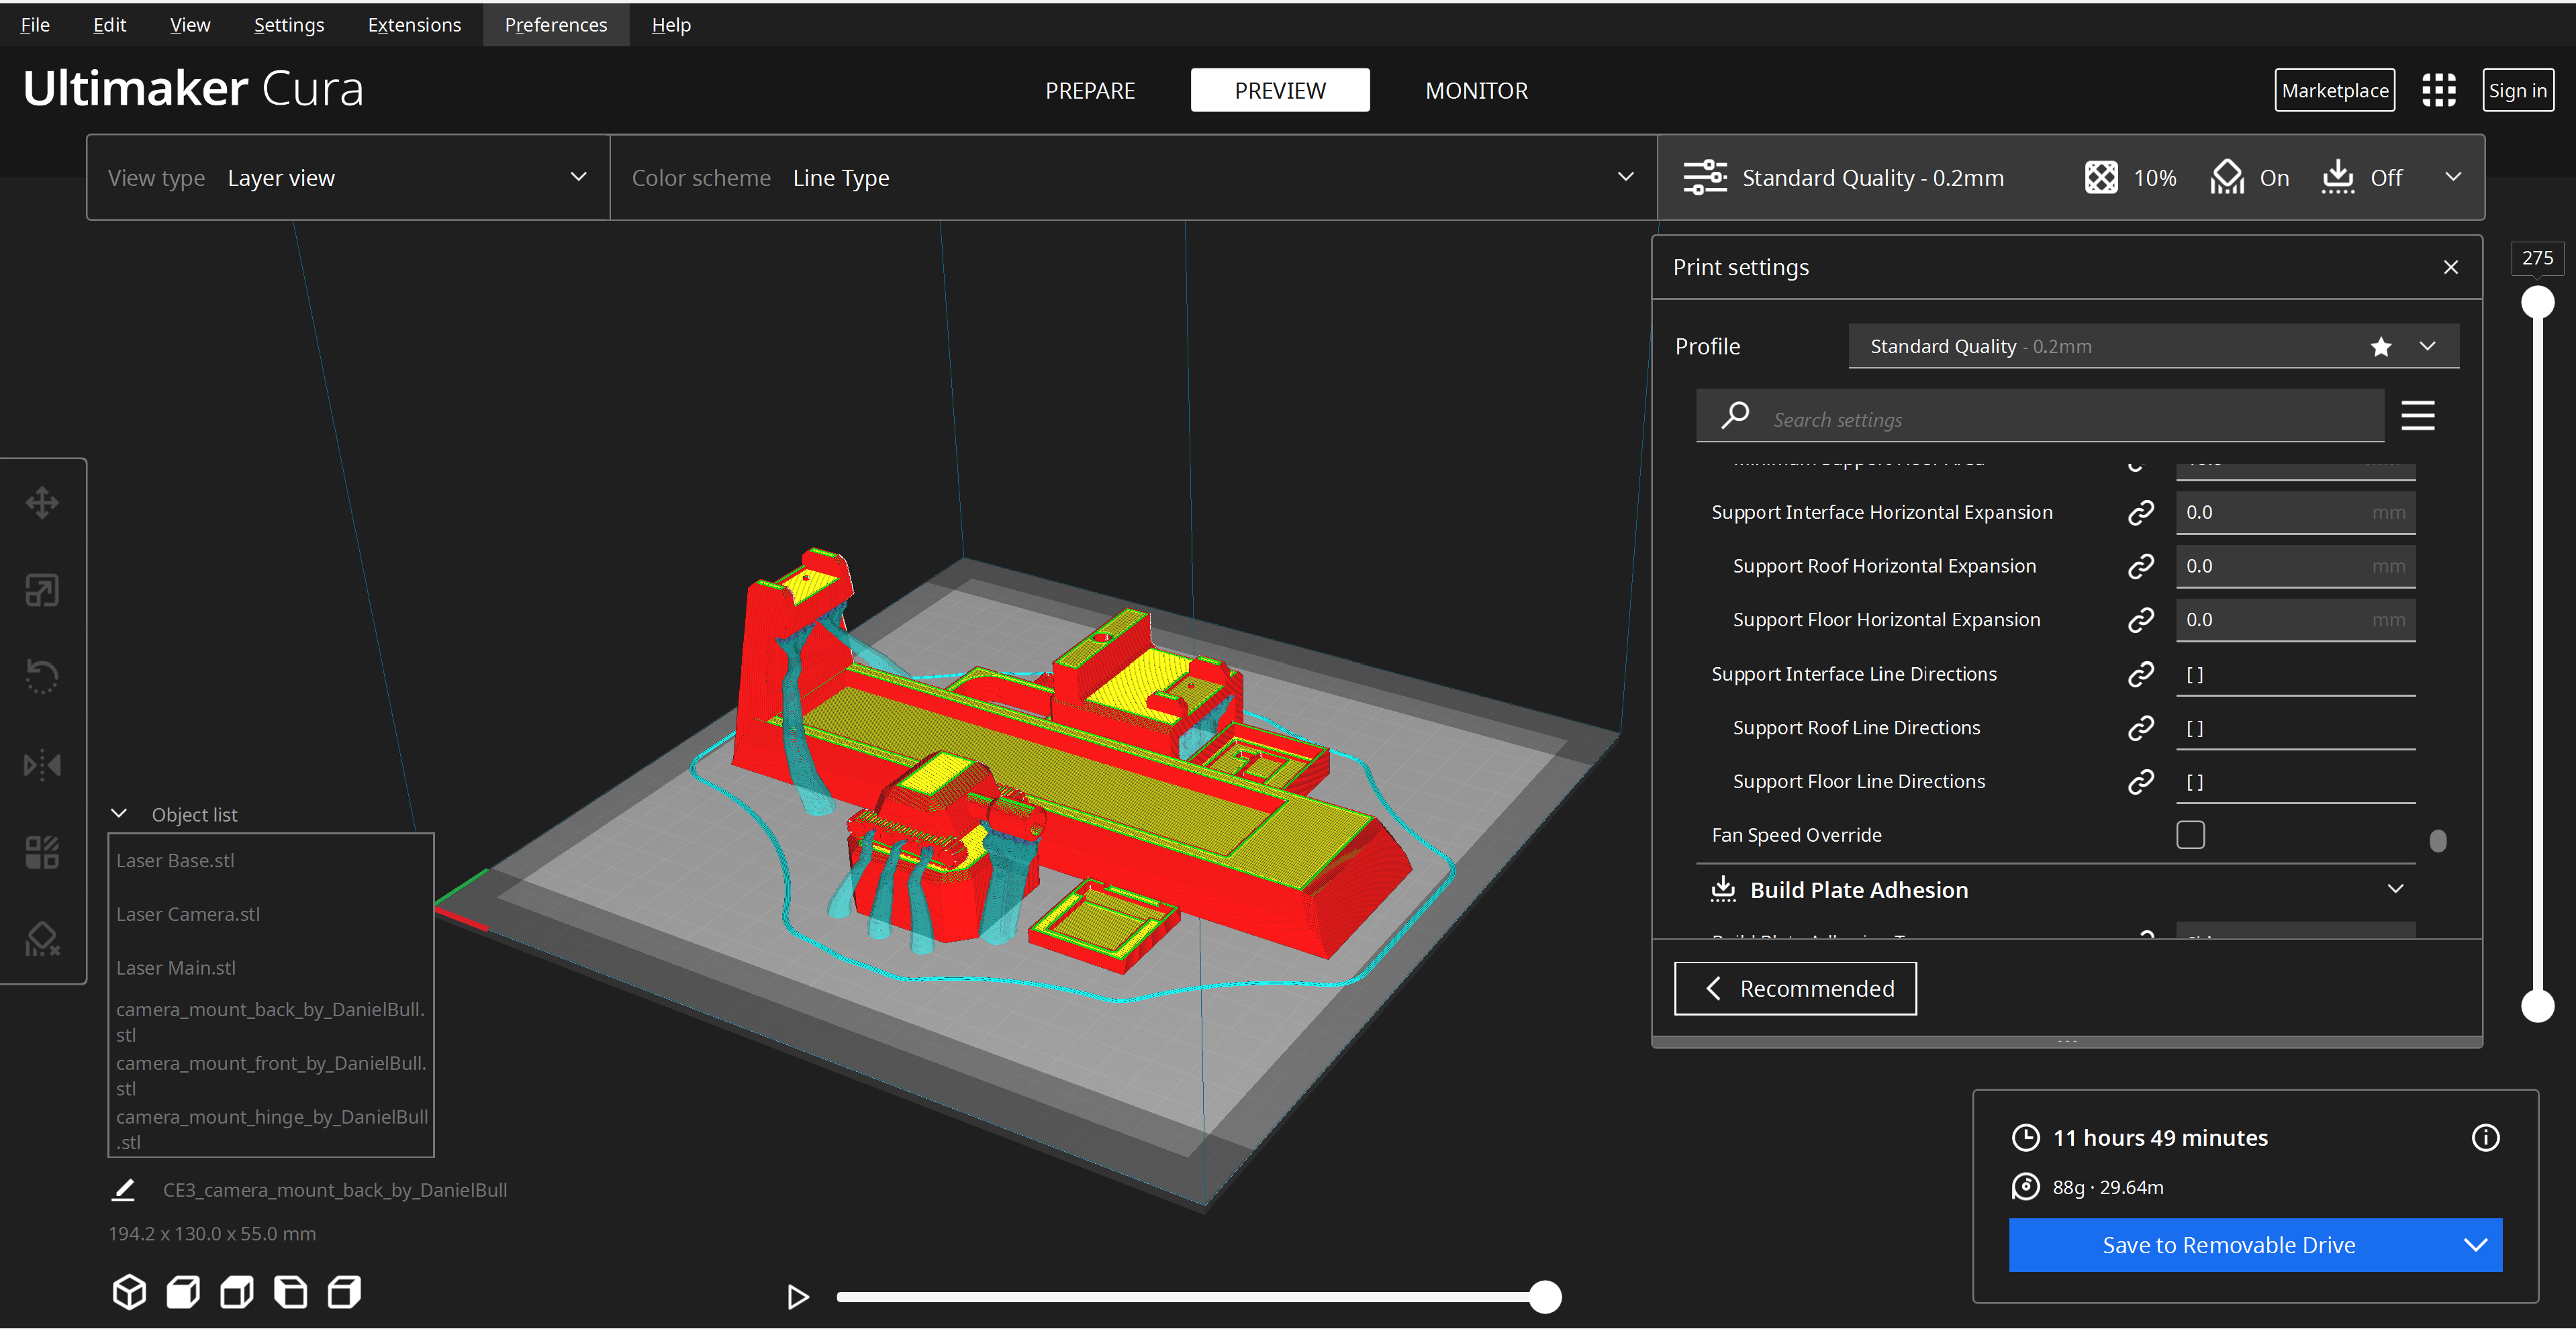 File Edit View Settings Extensions Preferences Help
Ultimaker Cura
PREPARE PREVIEW MONITOR
Marketplace Sign in
View type Layer view Color scheme Line Type
Standard Quality - 0.2mm 10% On Off
Print settings
275
Profile Standard Quality - 0.2mm
Search settings
Minimum Support Floor Area
Support Interface Horizontal Expansion 0.0 mm
Support Roof Horizontal Expansion 0.0 mm
Support Floor Horizontal Expansion 0.0 mm
Support Interface Line Directions [ ]
Support Roof Line Directions [ ]
Support Floor Line Directions [ ]
Fan Speed Override
Build Plate Adhesion
Recommended
Object list
Laser Base.stl
Laser Camera.stl
Laser Main.stl
camera_mount_back_by_DanielBull.
stl
camera_mount_front_by_DanielBull.
stl
camera_mount_hinge_by_DanielBull
.stl
CE3_camera_mount_back_by_DanielBull
194.2 x 130.0 x 55.0 mm
11 hours 49 minutes
88g · 29.64m
Save to Removable Drive